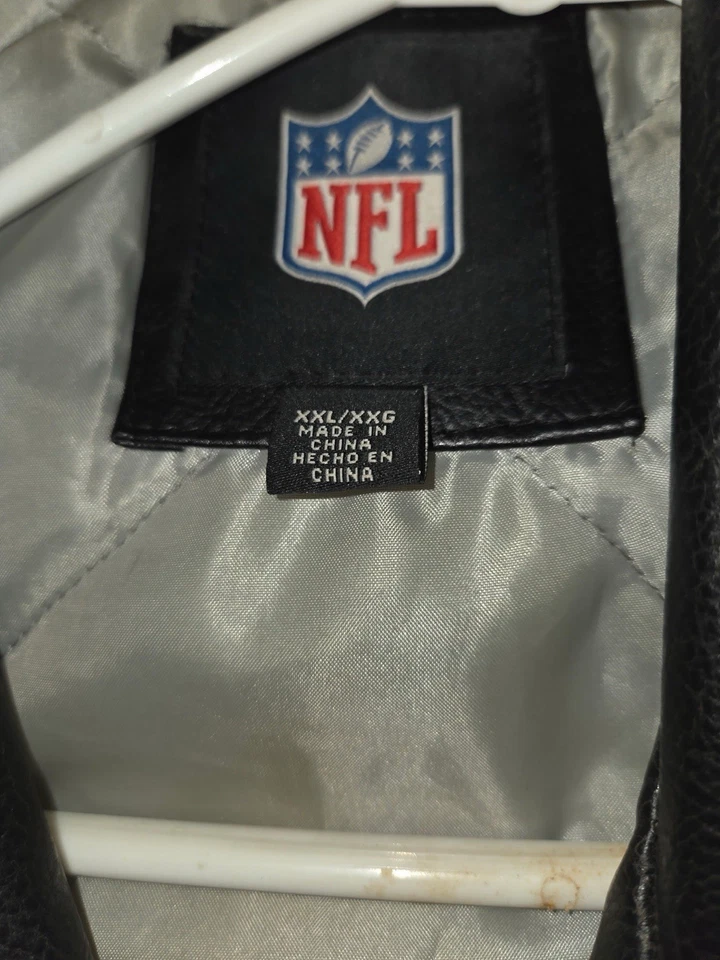 NFL
XXL/XXG
MADE IN
CHINA
HECHO EN
CHINA